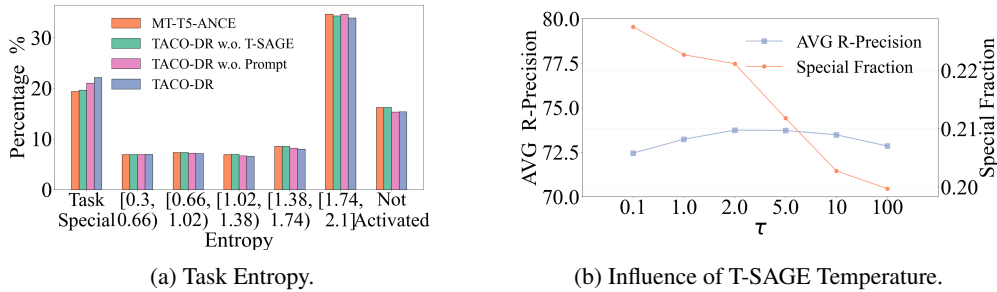 Percentage %
30
20
10
0
MT-T5-ANCE
TACO-DR w.o. T-SAGE
TACO-DR w.o. Prompt
TACO-DR
Task Special
[0.3, 0.66)
[0.66, 1.02)
[1.02, 1.38)
[1.38, 1.74)
[1.74, 2.1]
Not Activated
Entropy
(a) Task Entropy.
AVG R-Precision
80.0
77.5
75.0
72.5
70.0
AVG R-Precision
Special Fraction
0.22
0.21
0.20
Special Fraction
0.1 1.0 2.0 5.0 10 100
τ
(b) Influence of T-SAGE Temperature.